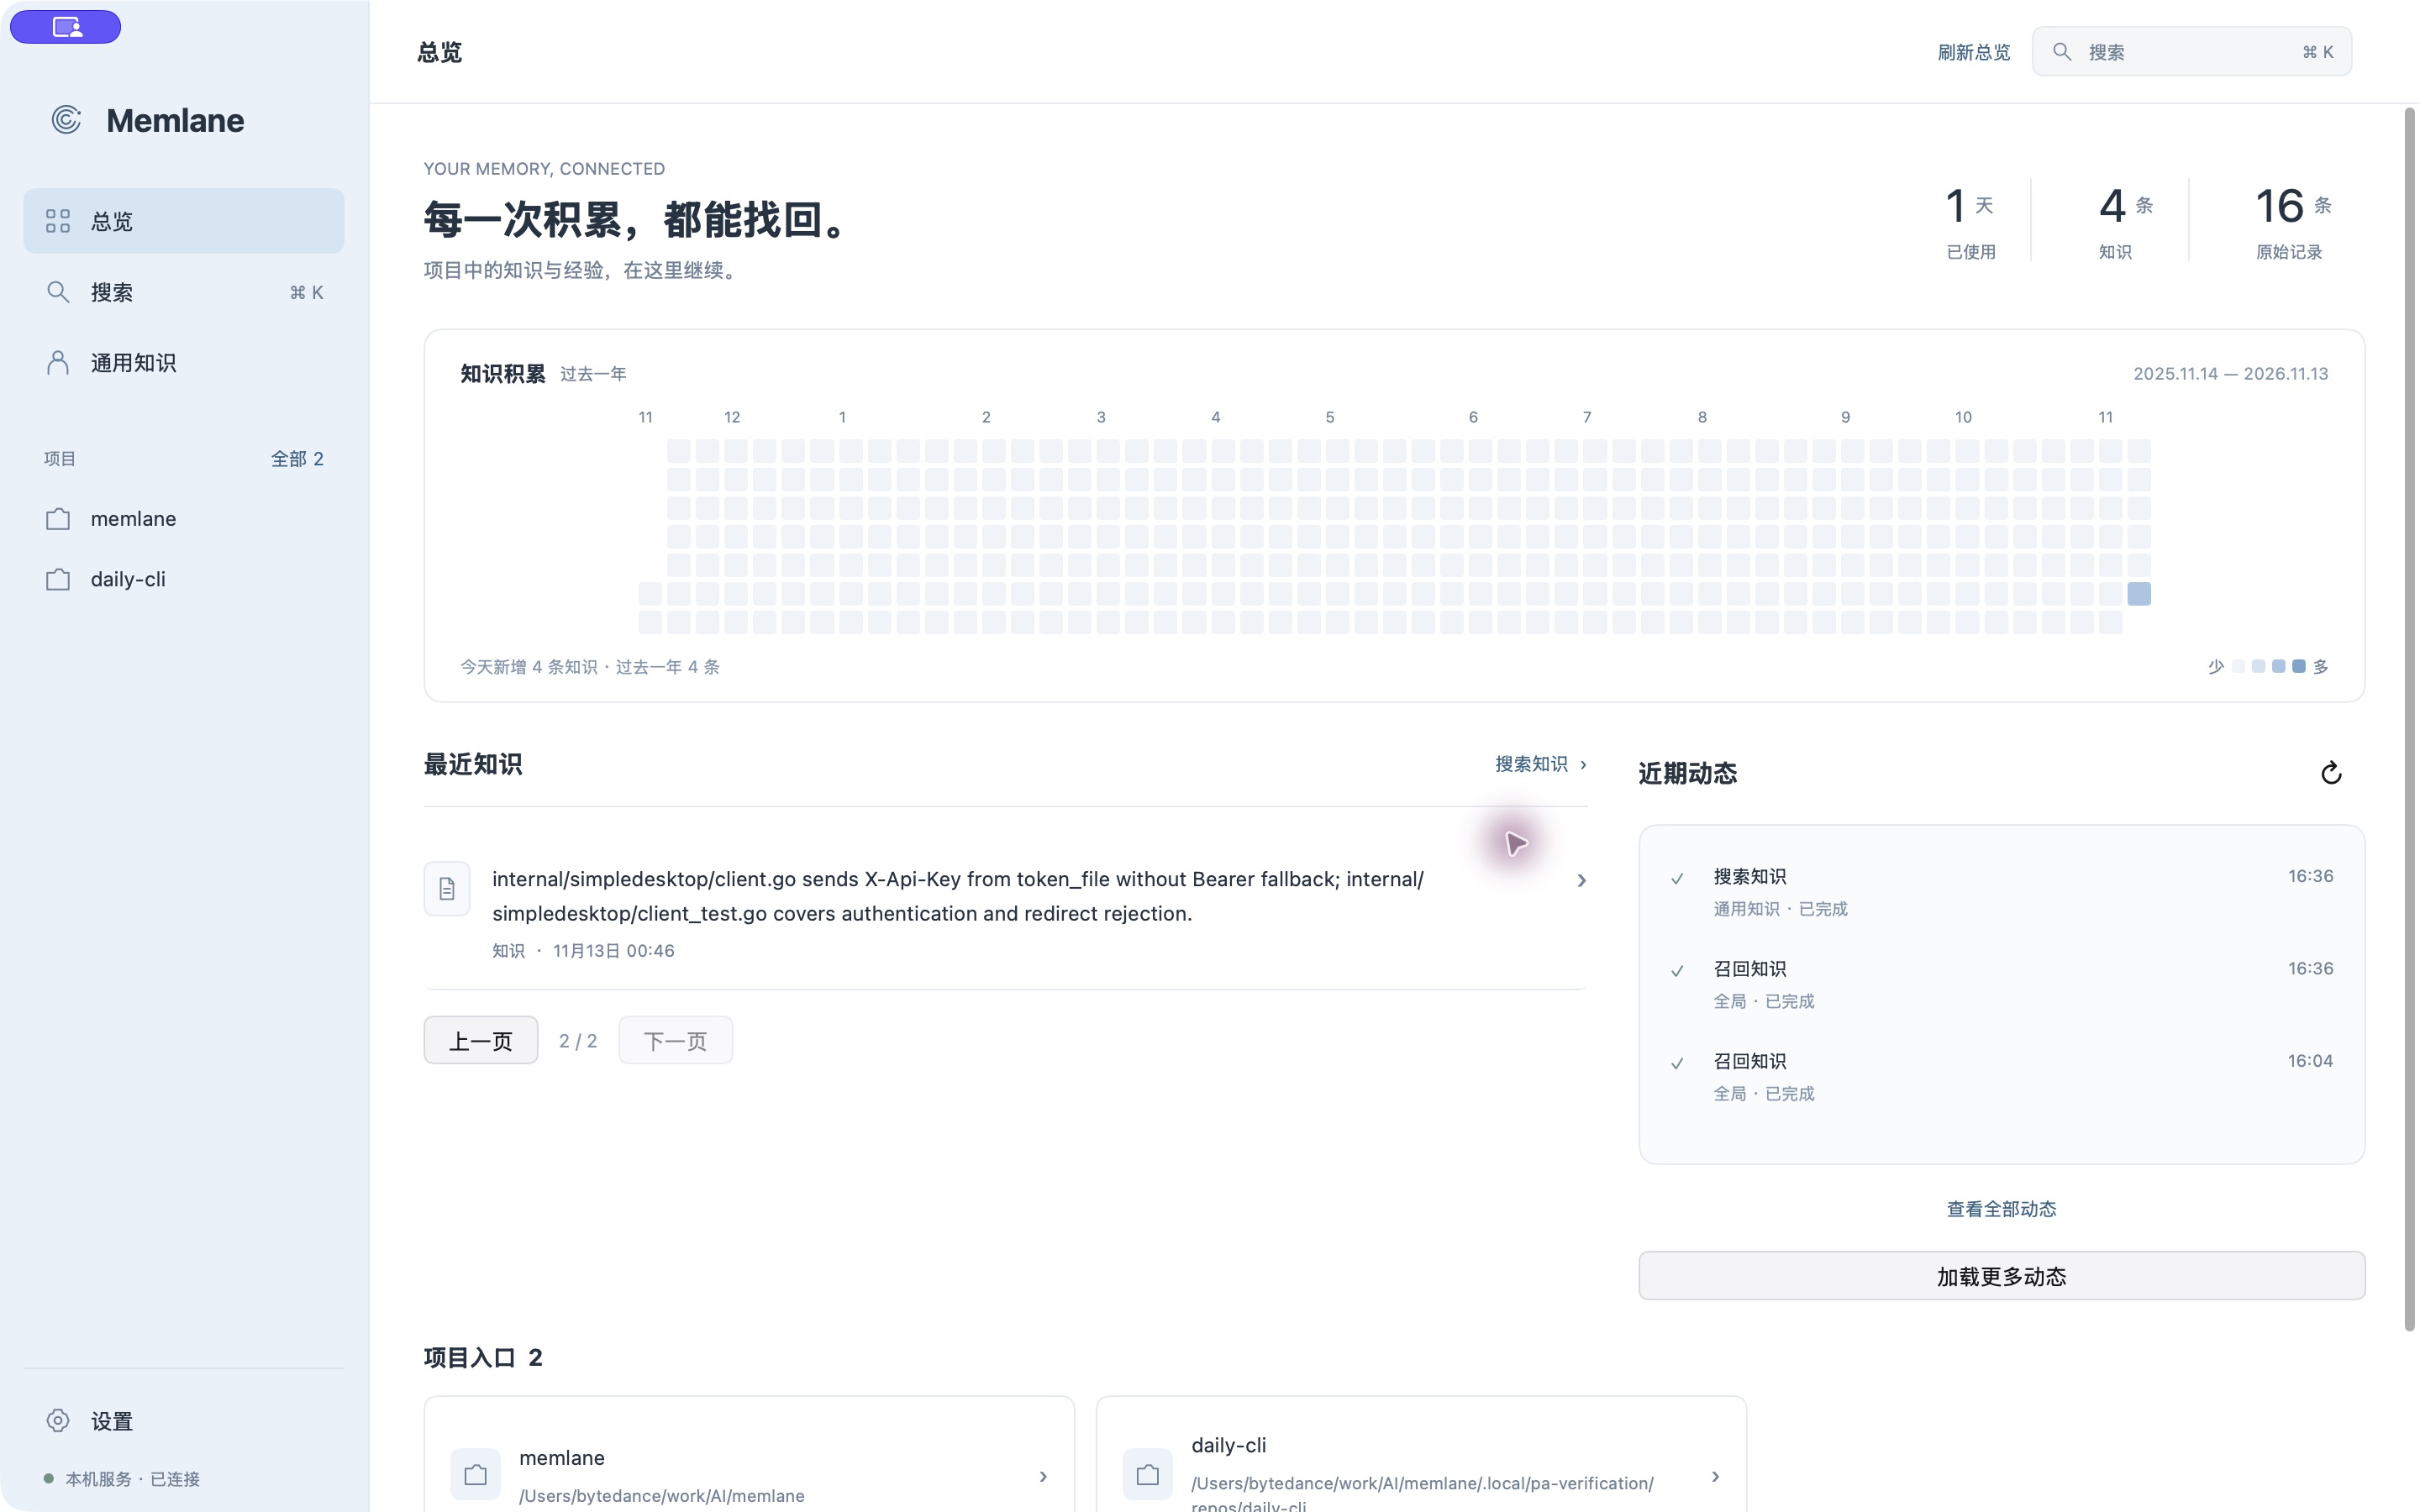 Memlane
总览
搜索 ⌘ K
通用知识
项目 全部 2
memlane
daily-cli
设置
本机服务 · 已连接
总览
刷新总览
搜索 ⌘ K
YOUR MEMORY, CONNECTED
每一次积累，都能找回。
项目中的知识与经验，在这里继续。
1 天
已使用
4 条
知识
16 条
原始记录
知识积累 过去一年
2025.11.14 — 2026.11.13
11 12 1 2 3 4 5 6 7 8 9 10 11
今天新增 4 条知识 · 过去一年 4 条
少 多
最近知识
搜索知识 ›
internal/simpledesktop/client.go sends X-Api-Key from token_file without Bearer fallback; internal/
simpledesktop/client_test.go covers authentication and redirect rejection.
知识 · 11月13日 00:46
上一页 2 / 2 下一页
近期动态
搜索知识 16:36
通用知识 · 已完成
召回知识 16:36
全局 · 已完成
召回知识 16:04
全局 · 已完成
查看全部动态
加载更多动态
项目入口 2
memlane
/Users/bytedance/work/AI/memlane
daily-cli
/Users/bytedance/work/AI/memlane/.local/pa-verification/
repos/daily-cli